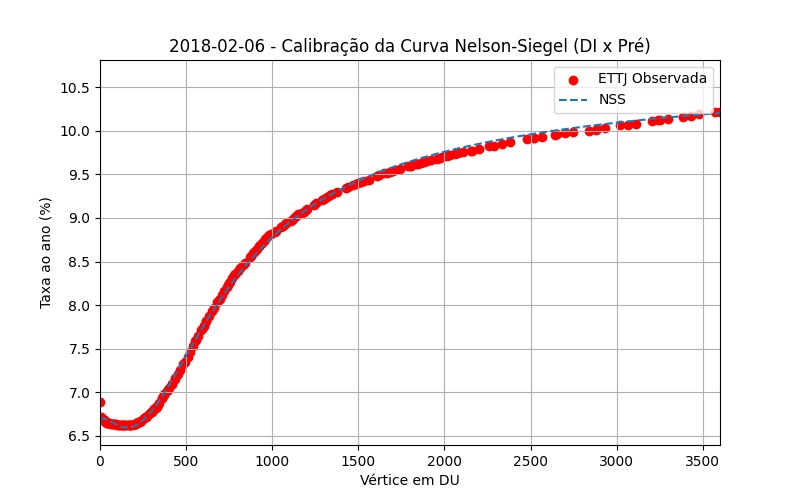 2018-02-06 - Calibração da Curva Nelson-Siegel (DI x Pré)
ETTJ Observada
NSS
Taxa ao ano (%)
10.5
10.0
9.5
9.0
8.5
8.0
7.5
7.0
6.5
0 500 1000 1500 2000 2500 3000 3500
Vértice em DU